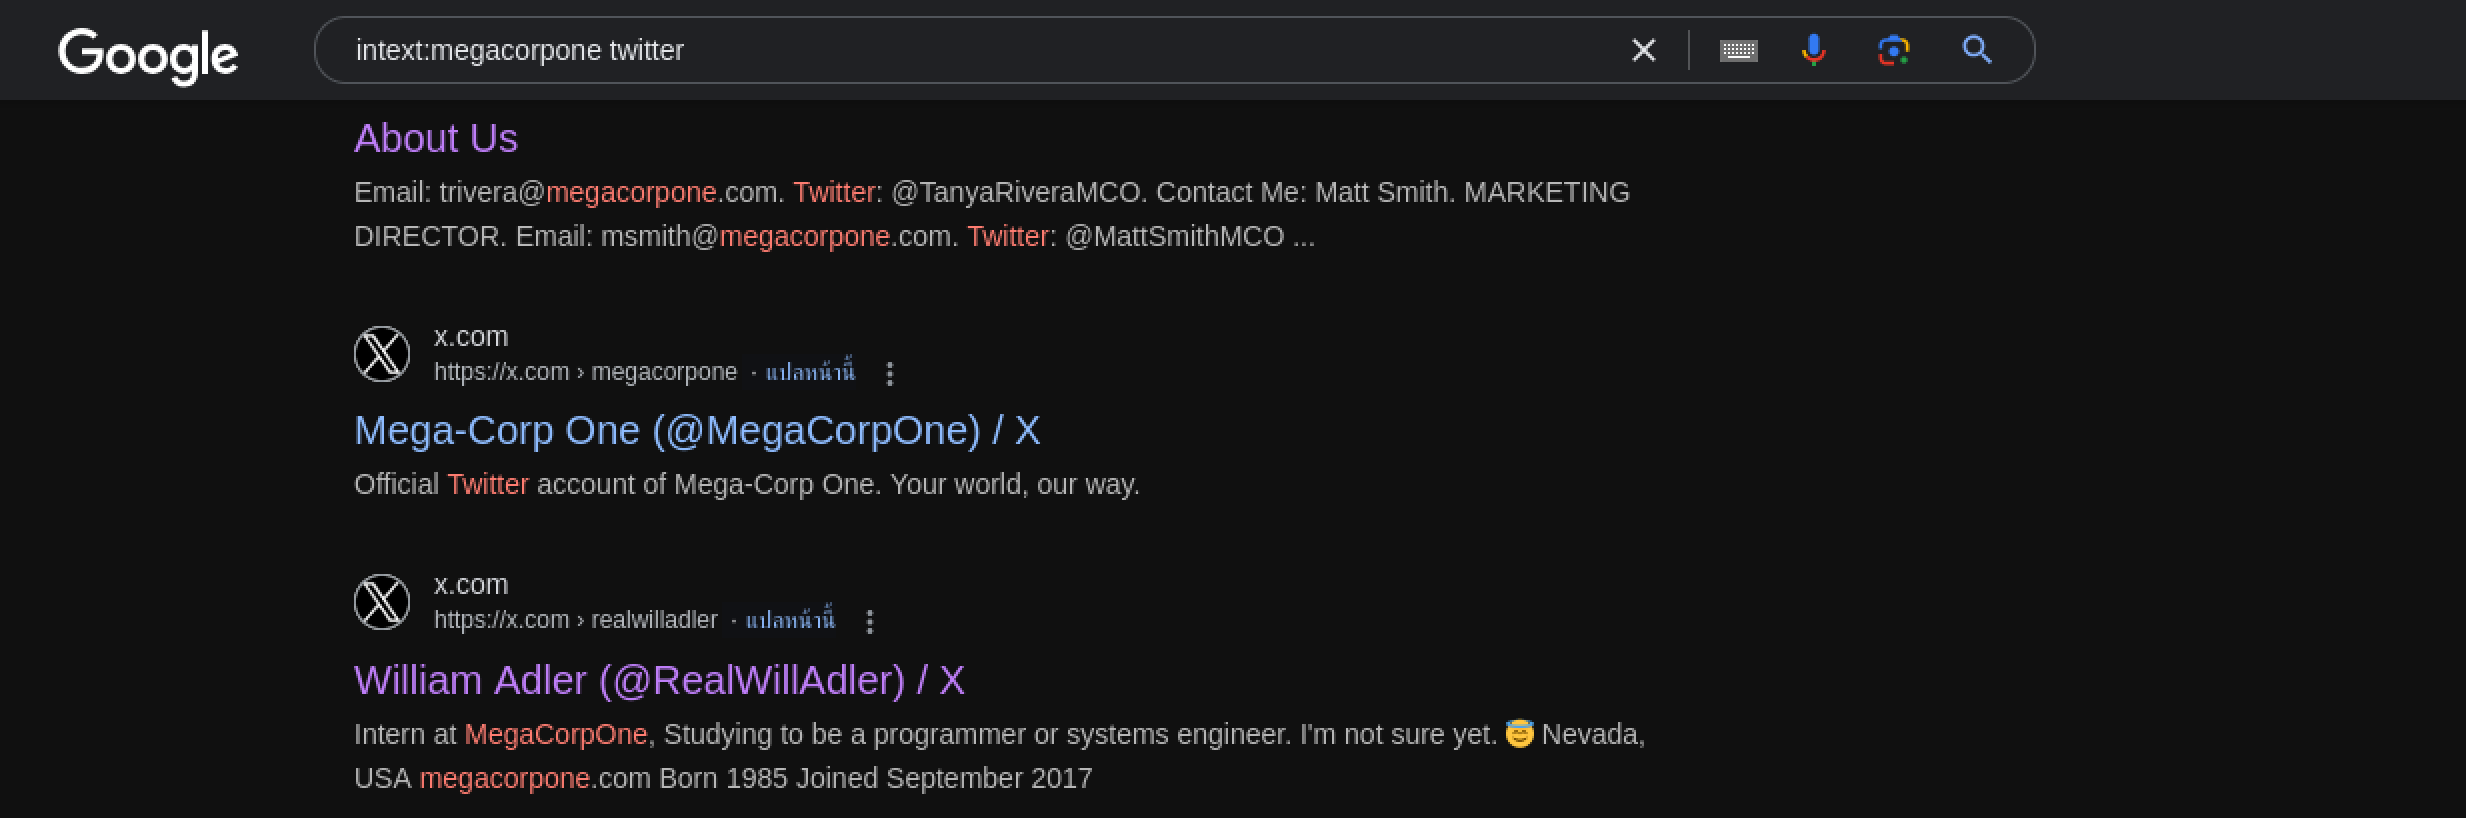 Google
intext:megacorpone twitter
About Us
Email: trivera@megacorpone.com. Twitter: @TanyaRiveraMCO. Contact Me: Matt Smith. MARKETING
DIRECTOR. Email: msmith@megacorpone.com. Twitter: @MattSmithMCO ...
x.com
https://x.com › megacorpone · แปลหน้านี้
Mega-Corp One (@MegaCorpOne) / X
Official Twitter account of Mega-Corp One. Your world, our way.
x.com
https://x.com › realwilladler · แปลหน้านี้
William Adler (@RealWillAdler) / X
Intern at MegaCorpOne, Studying to be a programmer or systems engineer. I'm not sure yet. 😇 Nevada,
USA megacorpone.com Born 1985 Joined September 2017